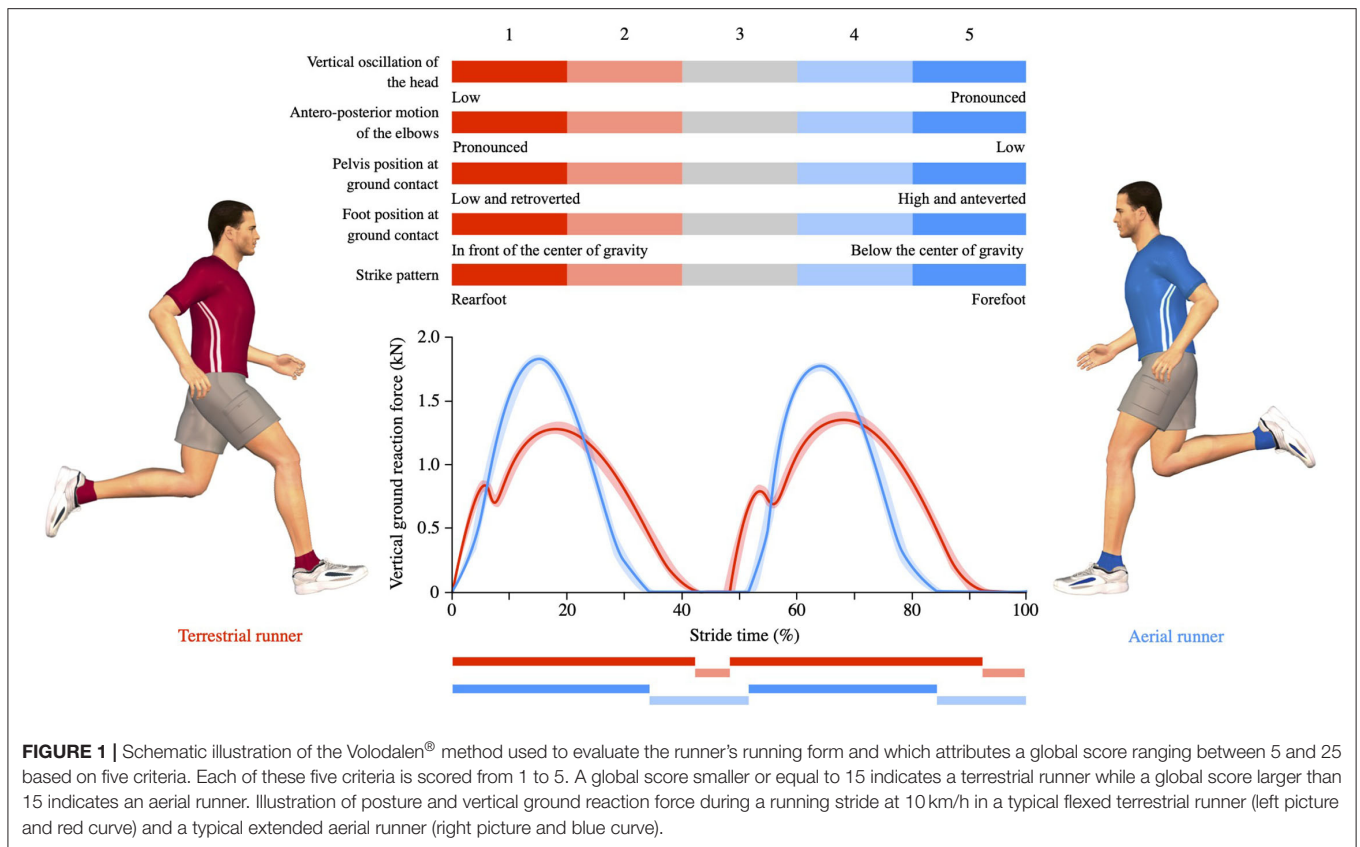 1 2 3 4 5
Vertical oscillation of
the head
Low Pronounced
Antero-posterior motion
of the elbows
Pronounced Low
Pelvis position at
ground contact
Low and retroverted High and anteverted
Foot position at
ground contact
In front of the center of gravity Below the center of gravity
Strike pattern
Rearfoot Forefoot
Vertical ground reaction force (kN)
2.0
1.5
1.0
0.5
0
0 20 40 60 80 100
Stride time (%)
Terrestrial runner
Aerial runner
FIGURE 1 | Schematic illustration of the Volodalen® method used to evaluate the runner's running form and which attributes a global score ranging between 5 and 25
based on five criteria. Each of these five criteria is scored from 1 to 5. A global score smaller or equal to 15 indicates a terrestrial runner while a global score larger than
15 indicates an aerial runner. Illustration of posture and vertical ground reaction force during a running stride at 10 km/h in a typical flexed terrestrial runner (left picture
and red curve) and a typical extended aerial runner (right picture and blue curve).